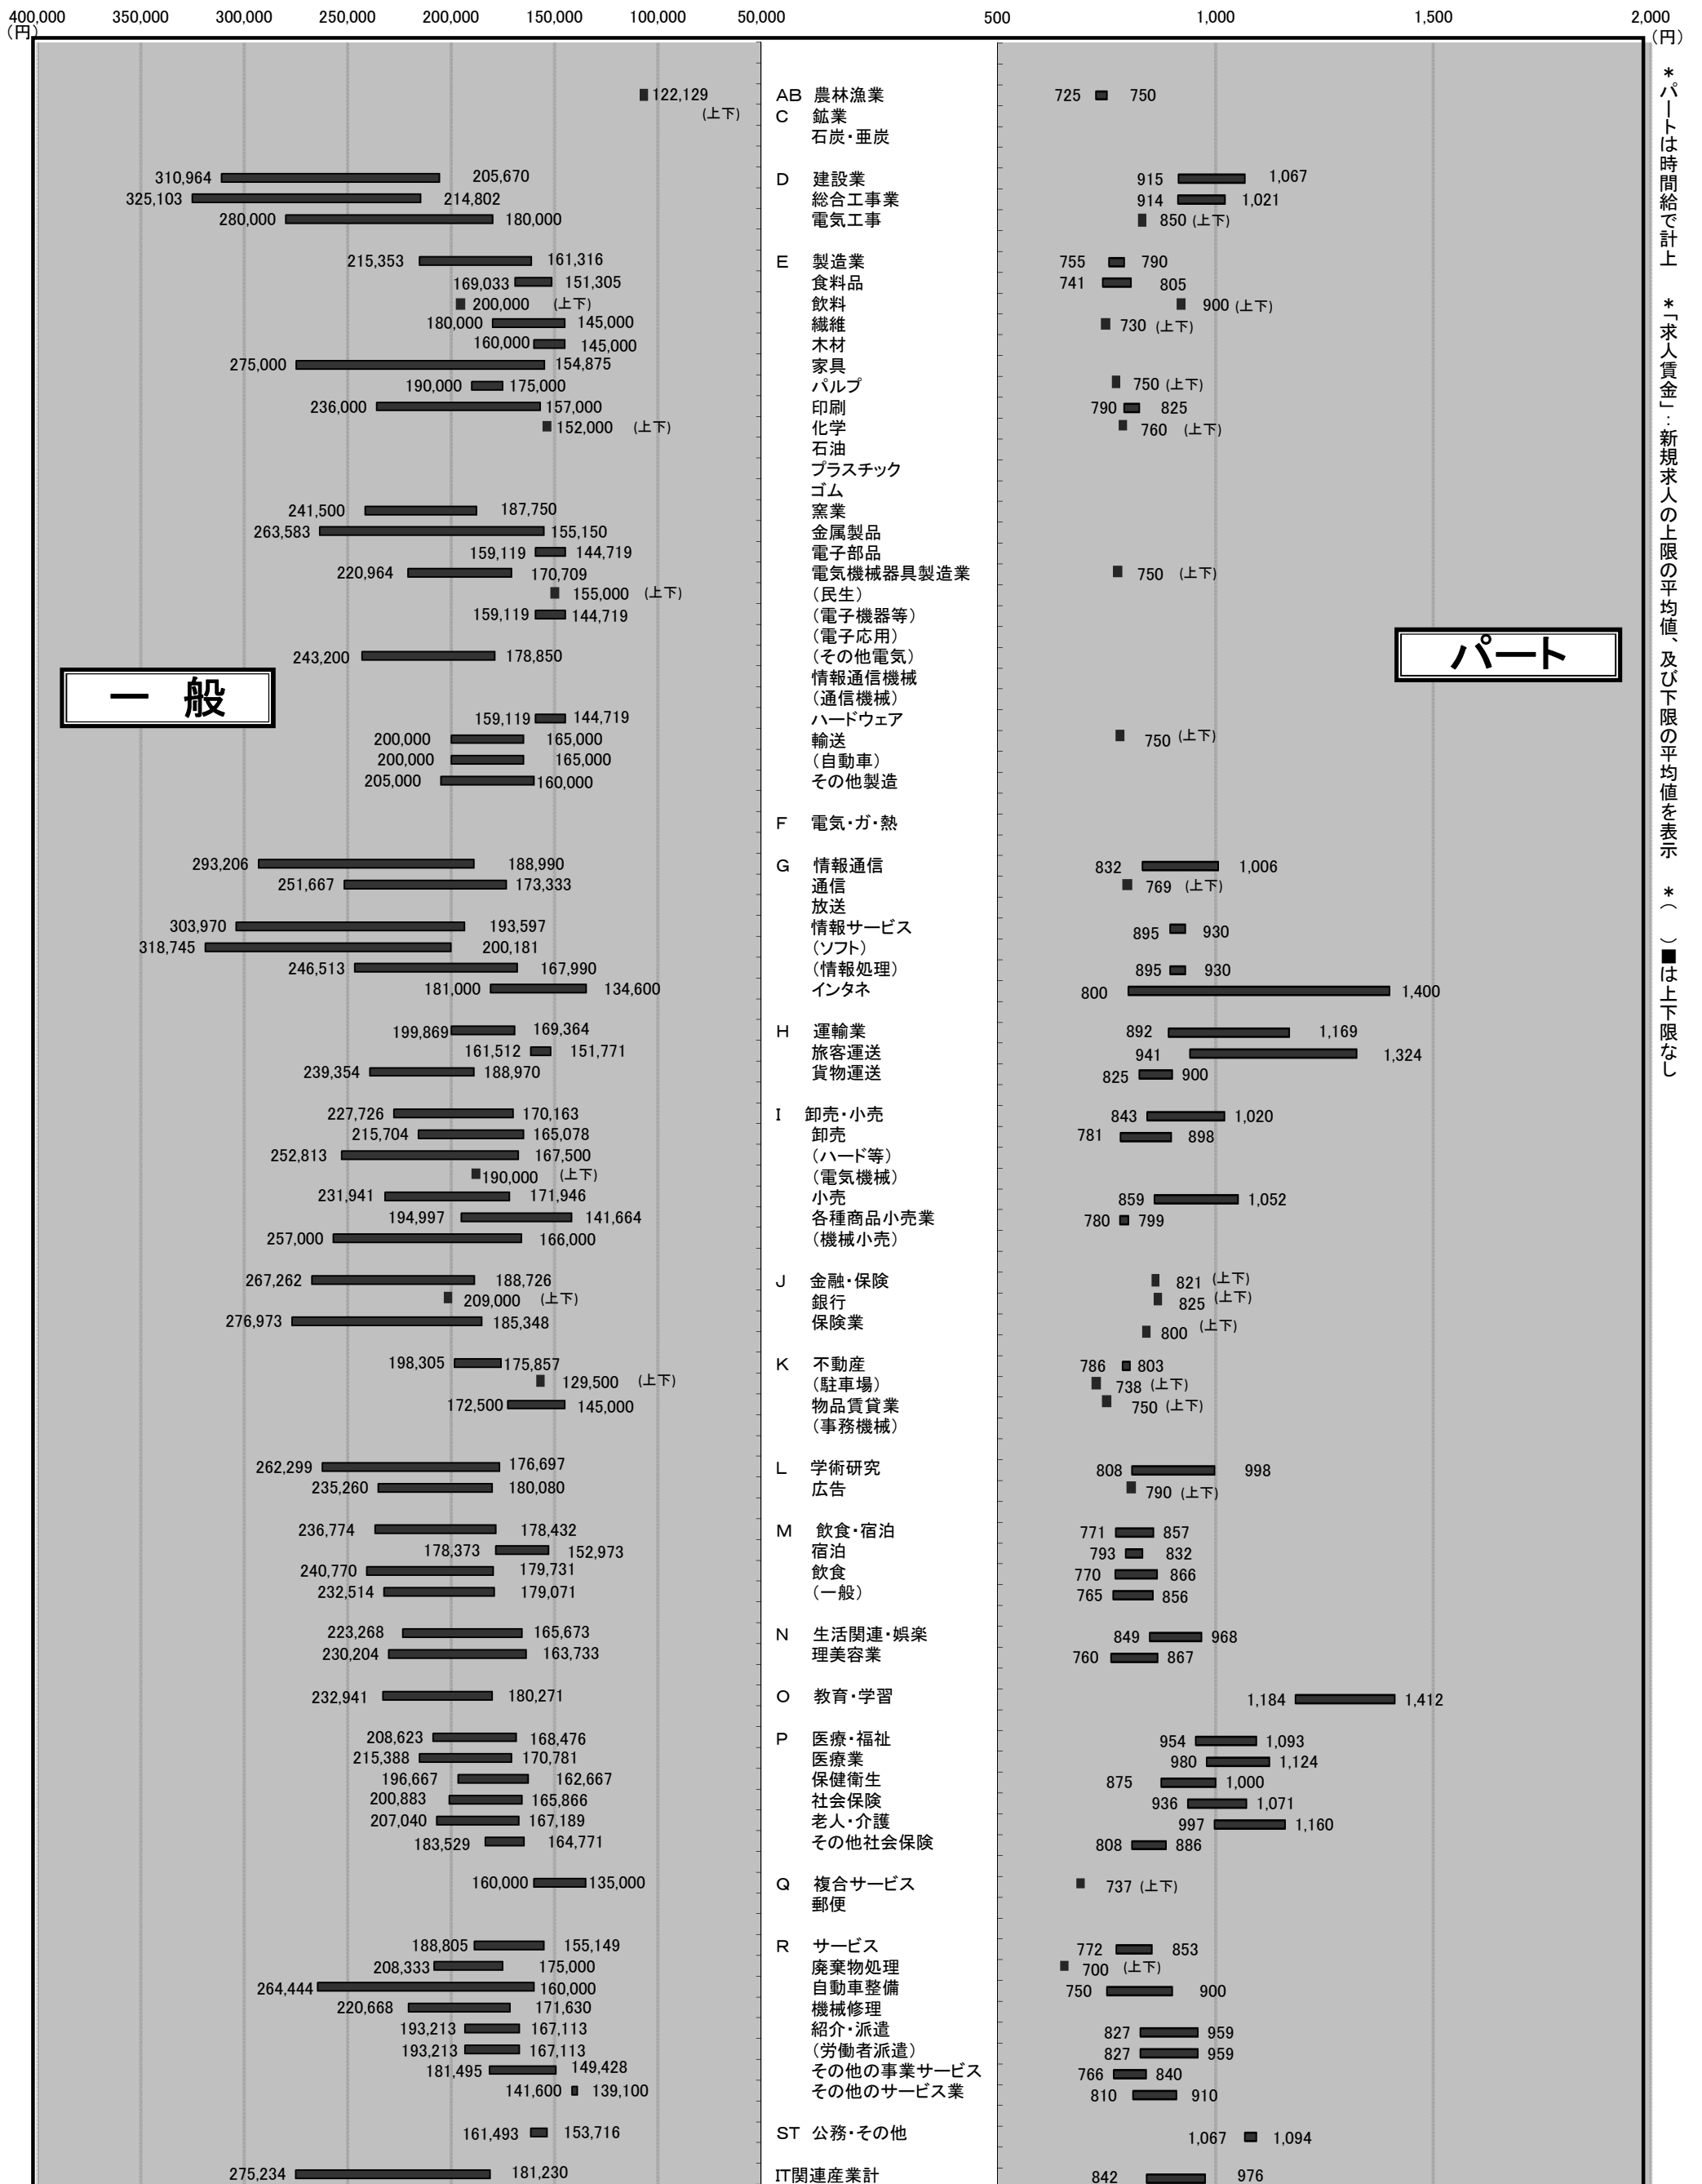 400,000 350,000 300,000 250,000 200,000 150,000 100,000 50,000 500 1,000 1,500 2,000
(円) (円)
122,129 AB 農林漁業 725 750
(上下) C 鉱業
石炭・亜炭
310,964 205,670 D 建設業 915 1,067
325,103 214,802 総合工事業 914 1,021
280,000 180,000 電気工事 850 (上下)
215,353 161,316 E 製造業 755 790
169,033 151,305 食料品 741 805
200,000 (上下) 飲料 900 (上下)
180,000 145,000 繊維 730 (上下)
160,000 145,000 木材
275,000 154,875 家具
190,000 175,000 パルプ 750 (上下)
236,000 157,000 印刷 790 825
152,000 (上下) 化学 760 (上下)
石油
プラスチック
ゴム
241,500 187,750 窯業
263,583 155,150 金属製品
159,119 144,719 電子部品
220,964 170,709 電気機械器具製造業 750 (上下)
155,000 (上下) (民生)
159,119 144,719 (電子機器等)
(電子応用)
243,200 178,850 (その他電気)
情報通信機械
(通信機械)
159,119 144,719 ハードウェア
200,000 165,000 輸送 750 (上下)
200,000 165,000 (自動車)
205,000 160,000 その他製造
一 般
パート
F 電気・ガ・熱
293,206 188,990 G 情報通信 832 1,006
251,667 173,333 通信 769 (上下)
放送
303,970 193,597 情報サービス 895 930
318,745 200,181 (ソフト)
246,513 167,990 (情報処理) 895 930
181,000 134,600 インタネ 800 1,400
199,869 169,364 H 運輸業 892 1,169
161,512 151,771 旅客運送 941 1,324
239,354 188,970 貨物運送 825 900
227,726 170,163 I 卸売・小売 843 1,020
215,704 165,078 卸売 781 898
252,813 167,500 (ハード等)
190,000 (上下) (電気機械)
231,941 171,946 小売 859 1,052
194,997 141,664 各種商品小売業 780 799
257,000 166,000 (機械小売)
267,262 188,726 J 金融・保険 821 (上下)
209,000 (上下) 銀行 825 (上下)
276,973 185,348 保険業 800 (上下)
198,305 175,857 K 不動産 786 803
129,500 (上下) (駐車場) 738 (上下)
172,500 145,000 物品賃貸業 750 (上下)
(事務機械)
262,299 176,697 L 学術研究 808 998
235,260 180,080 広告 790 (上下)
236,774 178,432 M 飲食・宿泊 771 857
178,373 152,973 宿泊 793 832
240,770 179,731 飲食 770 866
232,514 179,071 (一般) 765 856
223,268 165,673 N 生活関連・娯楽 849 968
230,204 163,733 理美容業 760 867
232,941 180,271 O 教育・学習 1,184 1,412
208,623 168,476 P 医療・福祉 954 1,093
215,388 170,781 医療業 980 1,124
196,667 162,667 保健衛生 875 1,000
200,883 165,866 社会保険 936 1,071
207,040 167,189 老人・介護 997 1,160
183,529 164,771 その他社会保険 808 886
160,000 135,000 Q 複合サービス 737 (上下)
郵便
188,805 155,149 R サービス 772 853
208,333 175,000 廃棄物処理 700 (上下)
264,444 160,000 自動車整備 750 900
220,668 171,630 機械修理
193,213 167,113 紹介・派遣 827 959
193,213 167,113 (労働者派遣) 827 959
181,495 149,428 その他の事業サービス 766 840
141,600 139,100 その他のサービス業 810 910
161,493 153,716 ST 公務・その他 1,067 1,094
275,234 181,230 IT関連産業計 842 976
*パートは時間給で計上 *「求人賃金」:新規求人の上限の平均値、及び下限の平均値を表示 *( )■は上下限なし